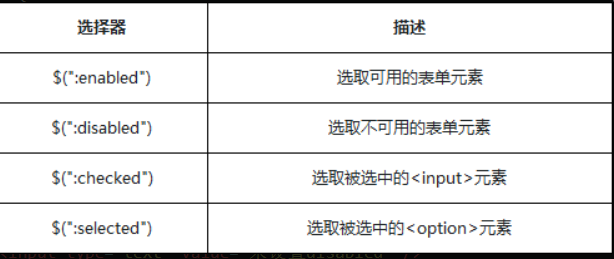 选择器 描述
$(":enabled") 选取可用的表单元素
$(":disabled") 选取不可用的表单元素
$(":checked") 选取被选中的<input>元素
$(":selected") 选取被选中的<option>元素